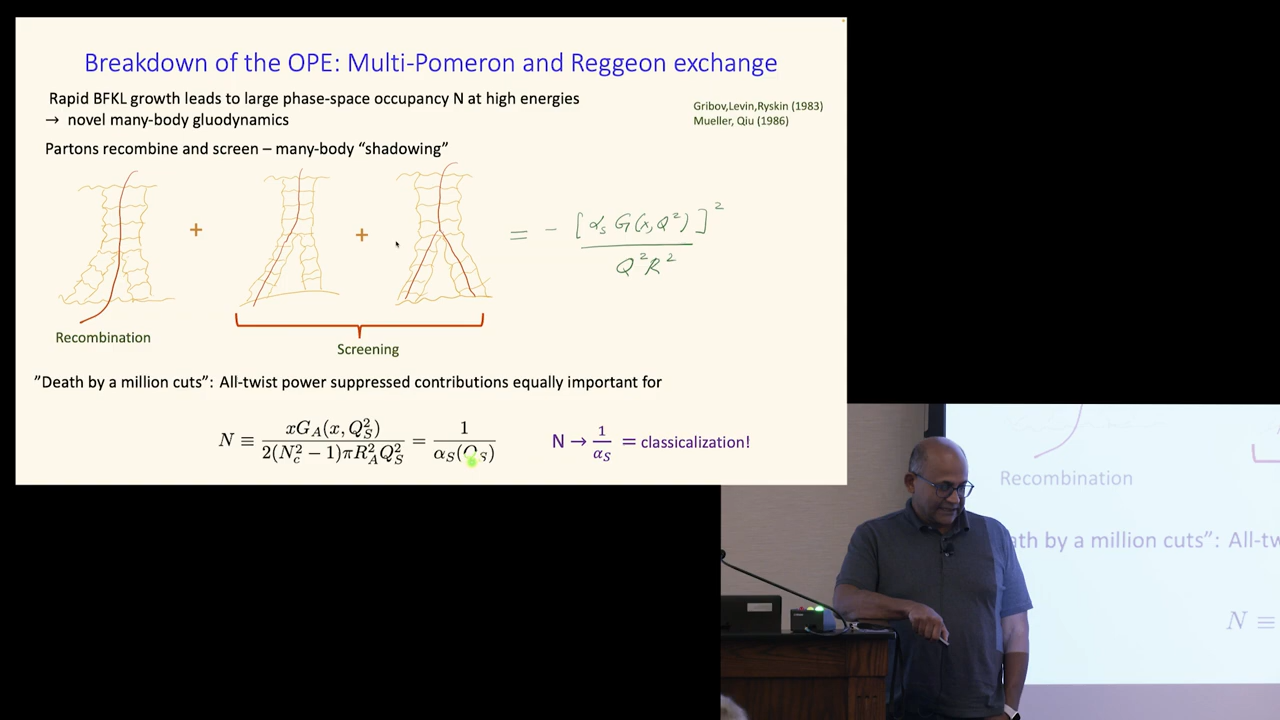 Breakdown of the OPE: Multi-Pomeron and Reggeon exchange
Rapid BFKL growth leads to large phase-space occupancy N at high energies
→ novel many-body gluodynamics
Gribov,Levin,Ryskin (1983)
Mueller, Qiu (1986)
Partons recombine and screen – many-body “shadowing”
+ + = - [α_s G(x,Q²)]² / Q²R²
Recombination
Screening
”Death by a million cuts”: All-twist power suppressed contributions equally important for
N ≡ xG_A(x, Q_S²) / 2(N_c² − 1)πR_A²Q_S² = 1 / α_S(Q_S)
N → 1/α_S = classicalization!
Recombination
ath by a million cuts”: All-tw
N ≡